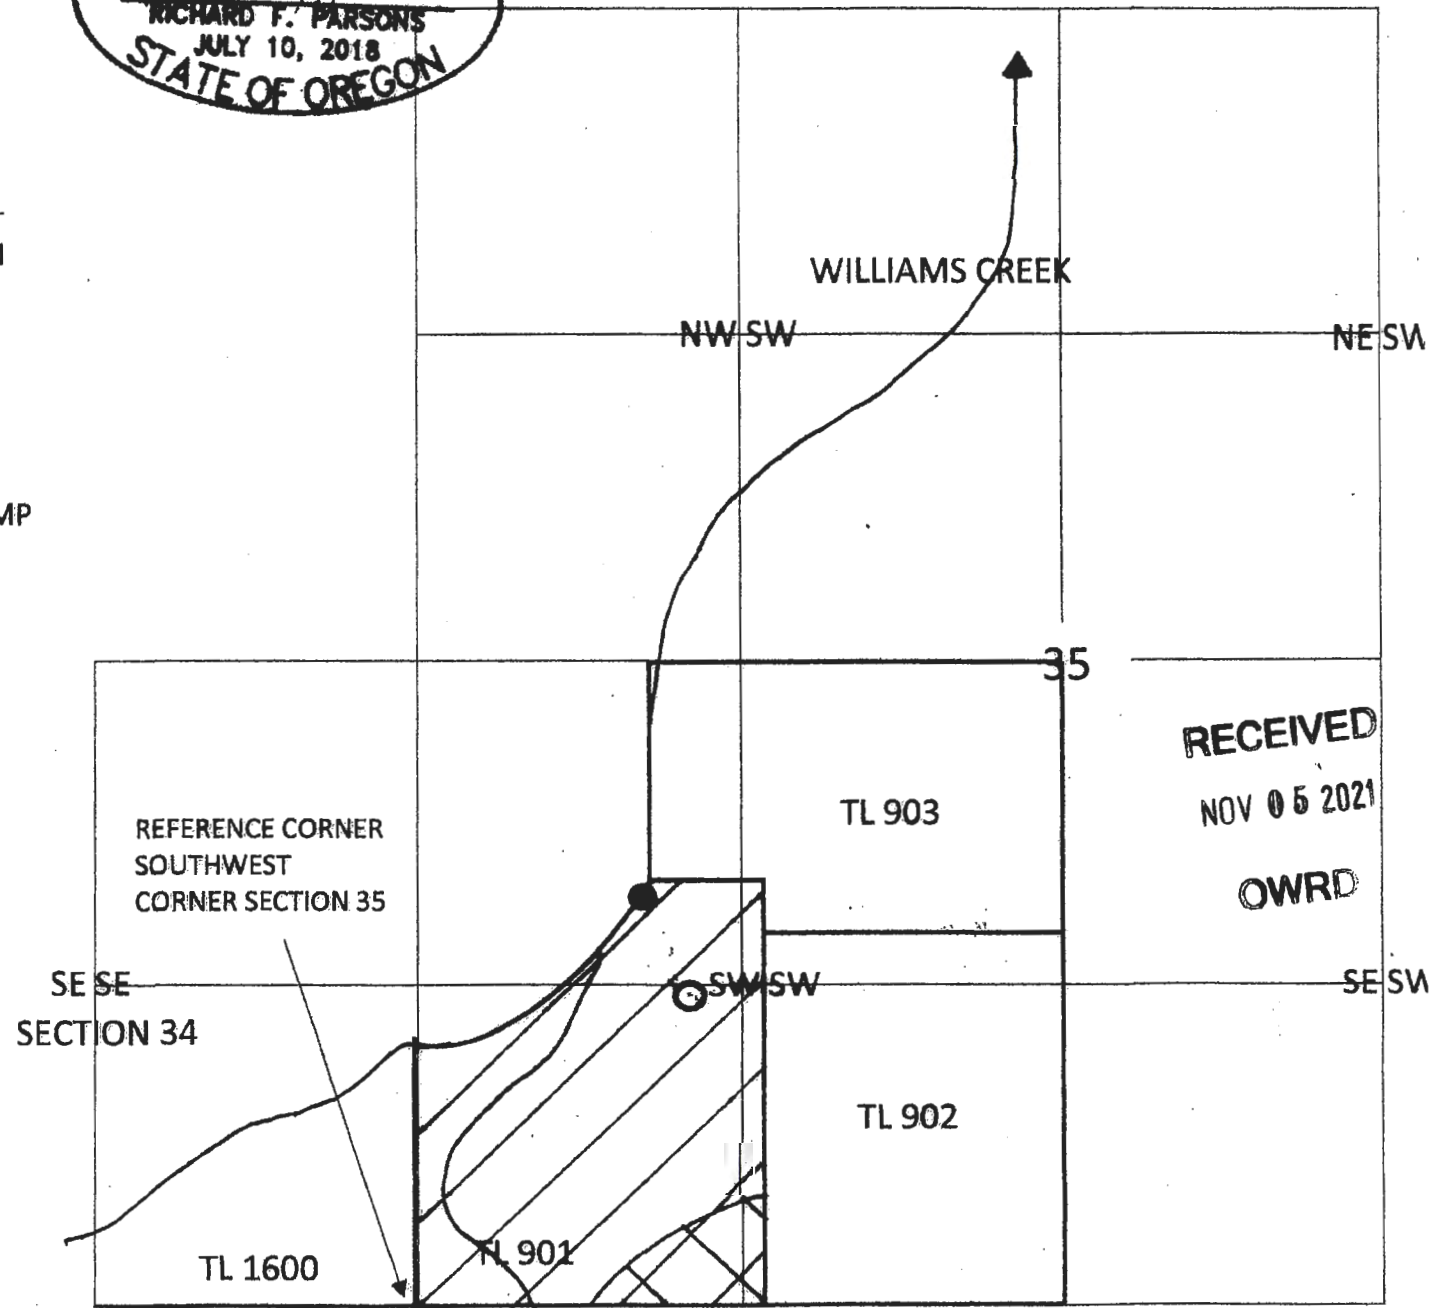 RICHARD F. PARSONS
JULY 10, 2018
STATE OF OREGON
WILLIAMS CREEK
NW SW
NE SW
MP
35
RECEIVED
NOV 05 2021
OWRD
TL 903
REFERENCE CORNER
SOUTHWEST
CORNER SECTION 35
SE SE
SW SW
SE SW
SECTION 34
TL 902
TL 901
TL 1600